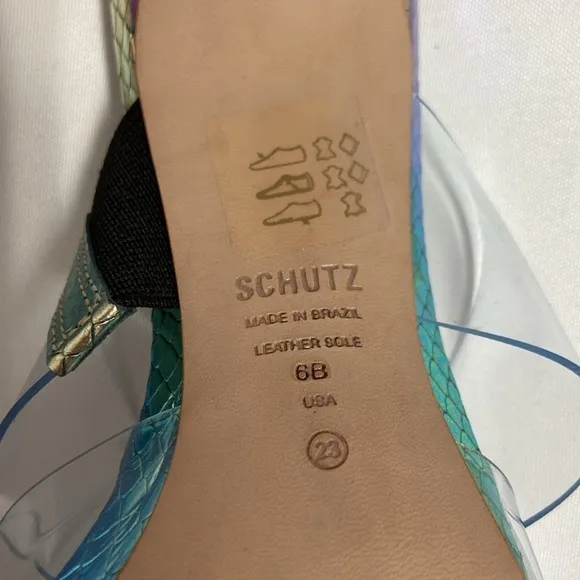 SCHUTZ
MADE IN BRAZIL
LEATHER SOLE
6B
USA
23